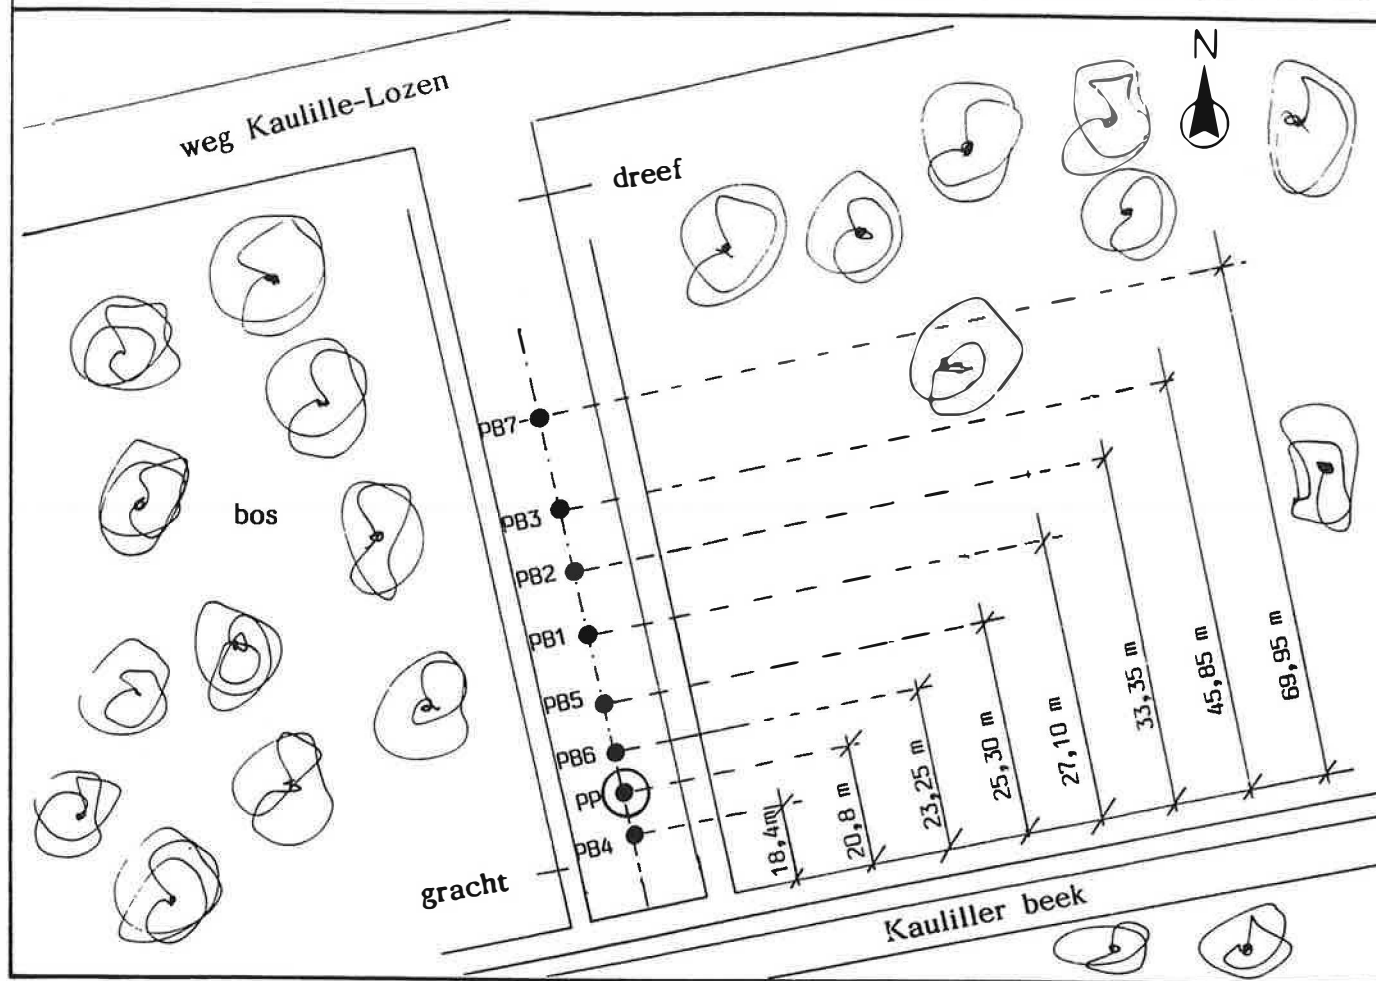 N
weg Kaulille-Lozen
dreef
PB7
PB3
bos
PB2
PB1
PB5
PB6
PP
PB4
18,4m
20,8 m
23,25 m
25,30 m
27,10 m
33,35 m
45,85 m
69,95 m
gracht
Kauliller beek